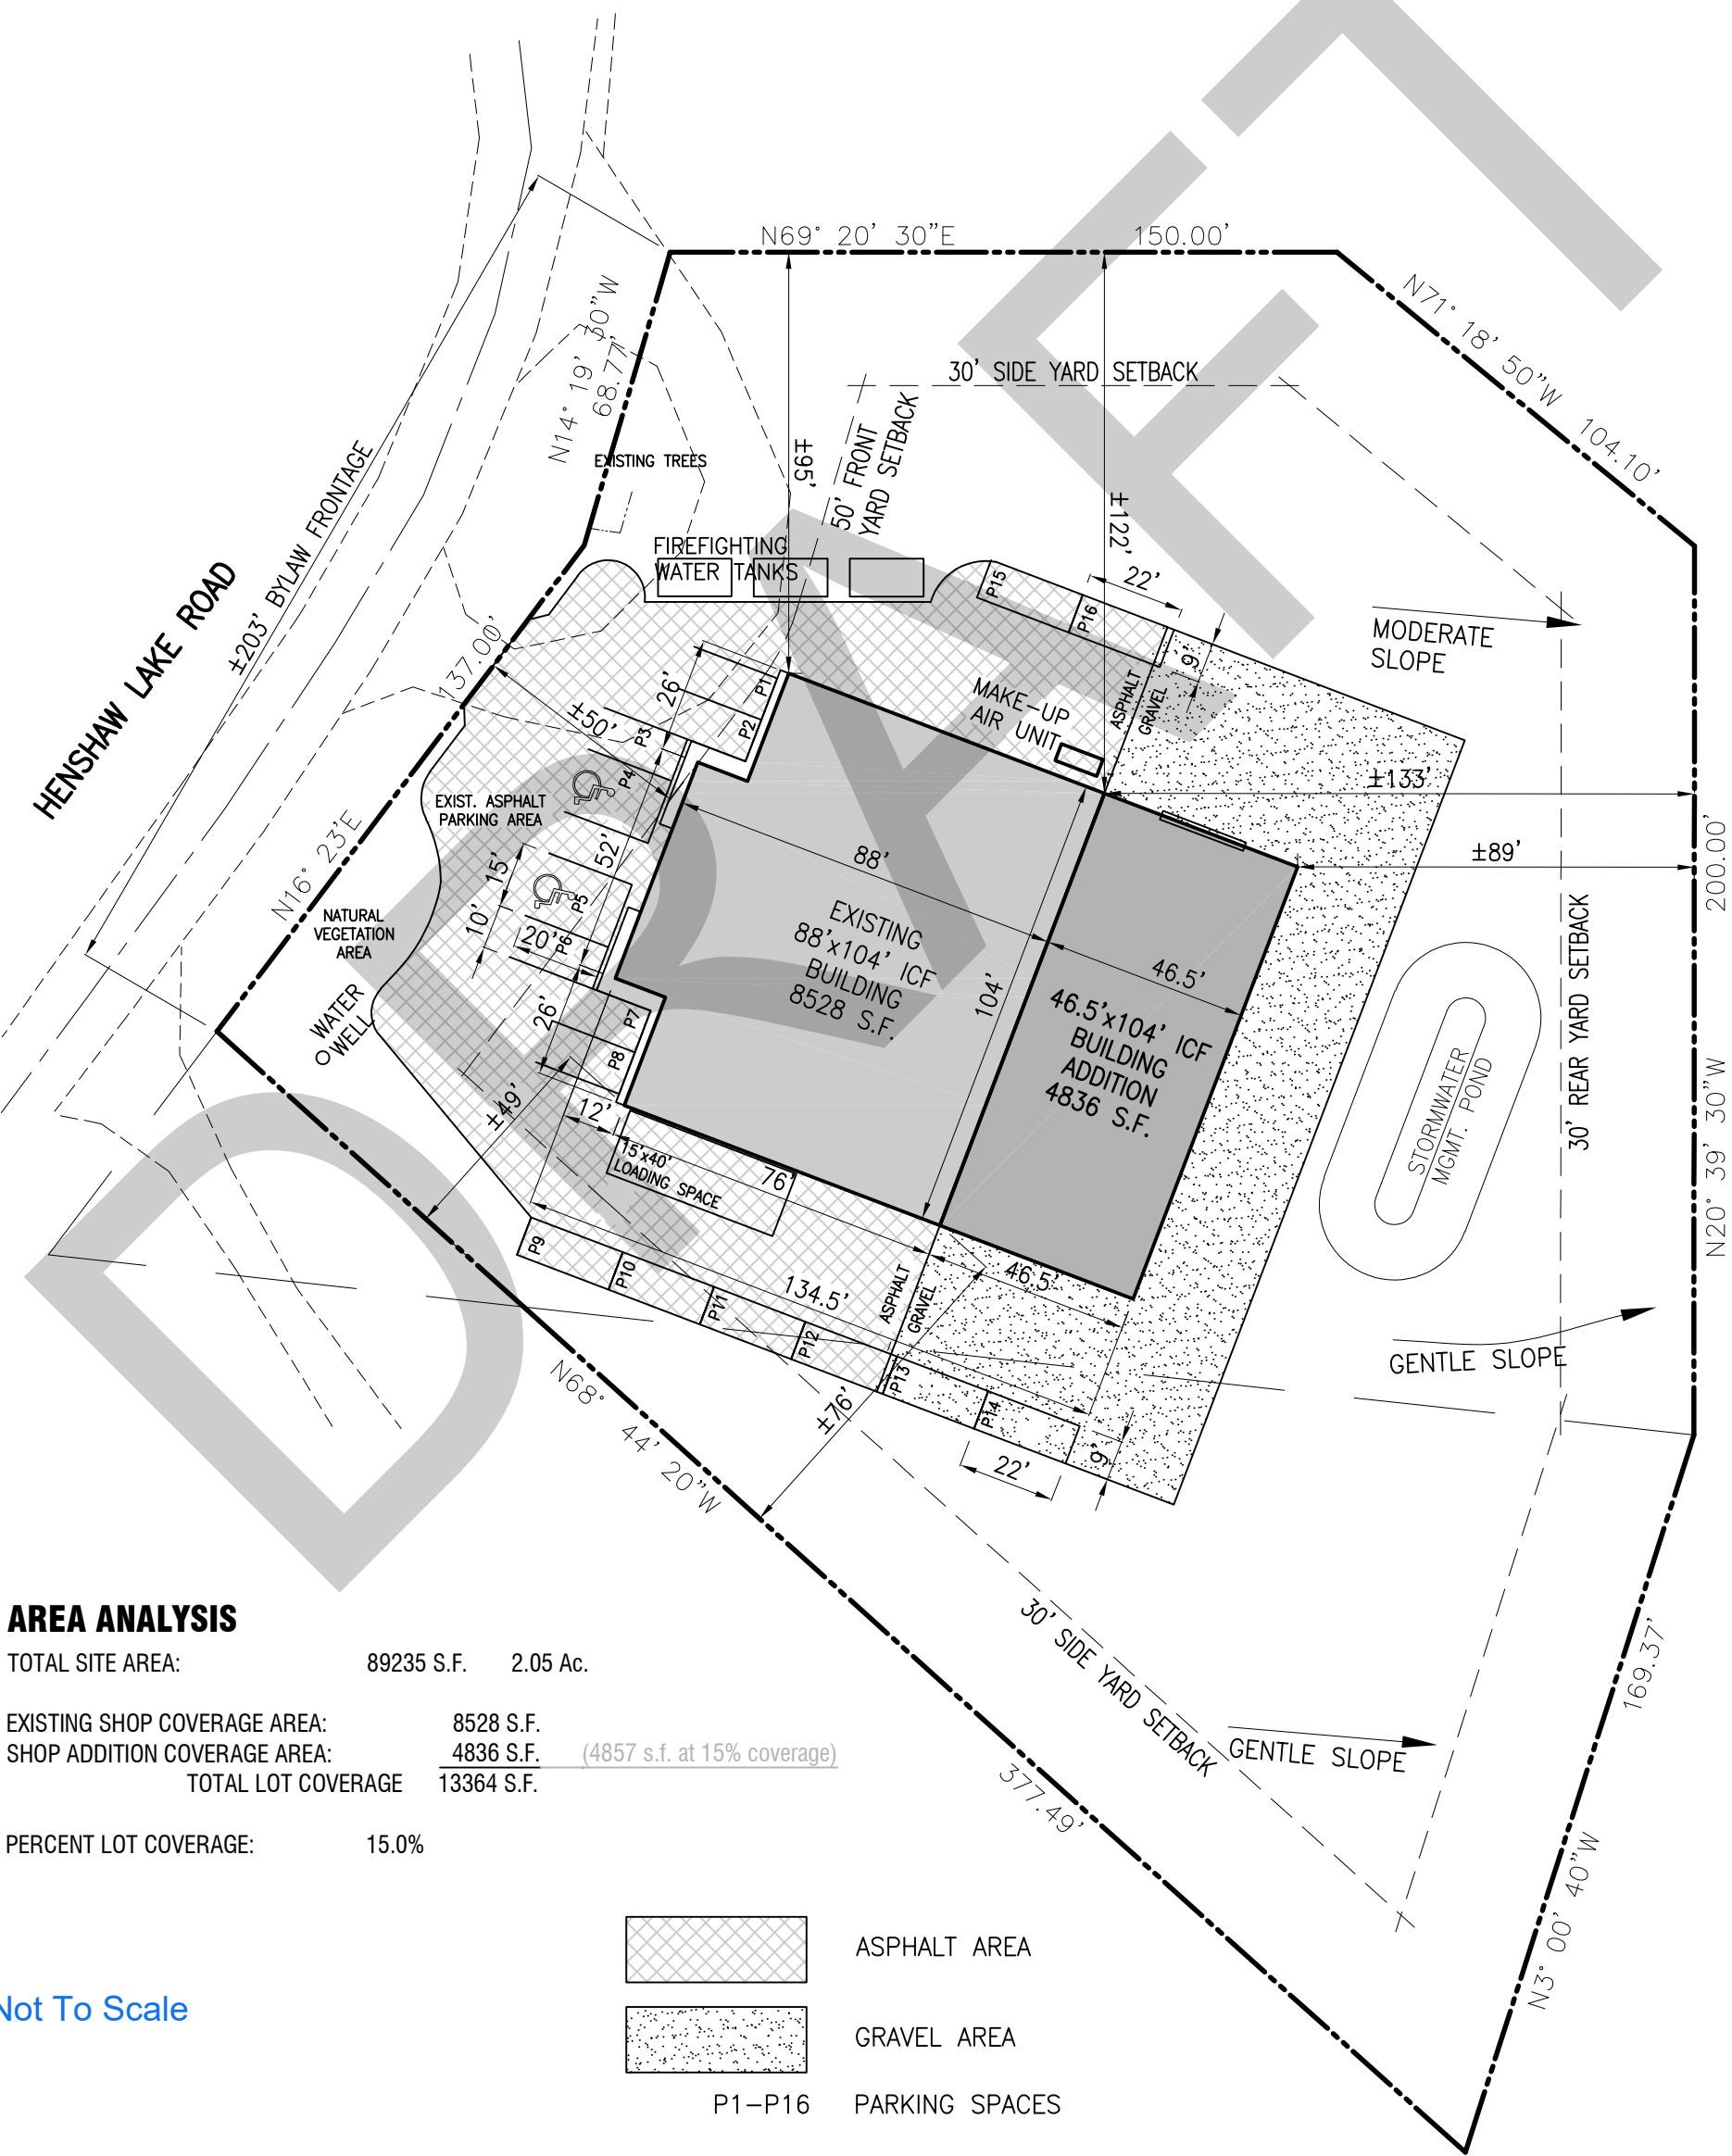 N69° 20' 30"E
150.00'
N71° 18' 50"W
104.10'
N14° 19' 30"W
68.77'
30' SIDE YARD SETBACK
±203' BYLAW FRONTAGE
HENSHAW LAKE ROAD
EXISTING TREES
±95'
50' FRONT
YARD SETBACK
±122'
FIREFIGHTING
WATER TANKS
P15
P16
22'
9'
MODERATE
SLOPE
137.00'
N16° 23'E
±50'
26'
P1
P2
P3
P4
MAKE-UP
AIR UNIT
ASPHALT
GRAVEL
±133'
±89'
200.00'
N20° 39' 30"W
EXIST. ASPHALT
PARKING AREA
52'
15'
10'
20'
P5
P6
NATURAL
VEGETATION
AREA
WATER
WELL
88'
EXISTING
88'x104' ICF
BUILDING
8528 S.F.
104'
46.5'
46.5'x104' ICF
BUILDING
ADDITION
4836 S.F.
30' REAR YARD SETBACK
STORMWATER
MGMT. POND
26'
P7
P8
±49'
12'
15'x40'
LOADING SPACE
76'
P9
P10
P11
P12
134.5'
ASPHALT
GRAVEL
46.5'
P13
P14
22'
9'
±76'
GENTLE SLOPE
N68° 44' 20"W
377.49'
30' SIDE YARD SETBACK
GENTLE SLOPE
169.37'
N3° 00' 40"W
DRAFT
AREA ANALYSIS
TOTAL SITE AREA: 89235 S.F. 2.05 Ac.
EXISTING SHOP COVERAGE AREA: 8528 S.F.
SHOP ADDITION COVERAGE AREA: 4836 S.F. (4857 s.f. at 15% coverage)
TOTAL LOT COVERAGE 13364 S.F.
PERCENT LOT COVERAGE: 15.0%
Not To Scale
ASPHALT AREA
GRAVEL AREA
P1-P16 PARKING SPACES